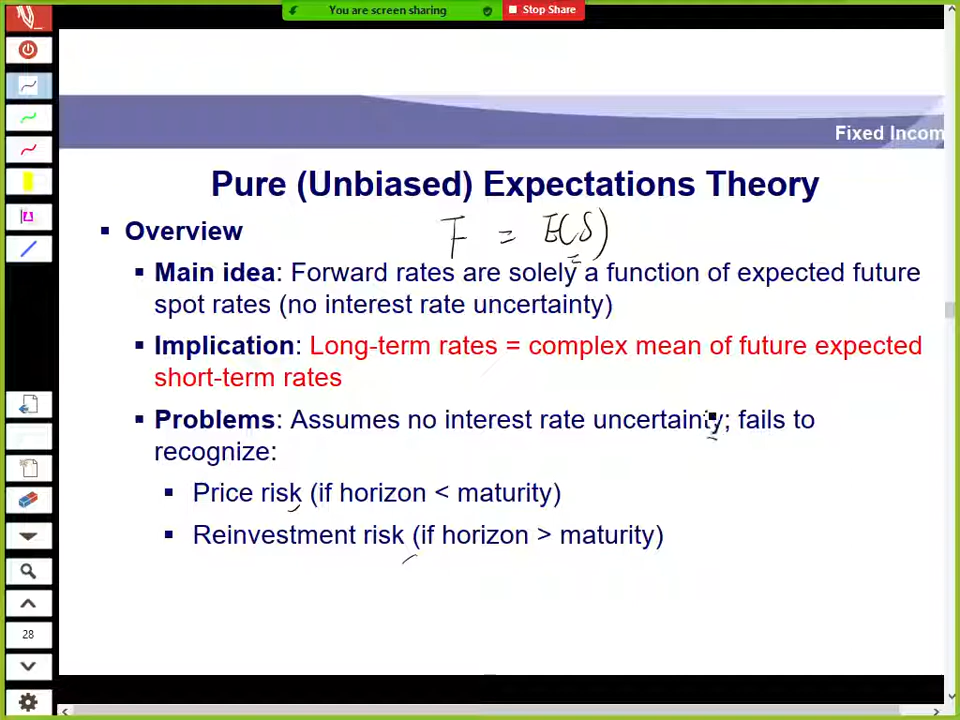 You are screen sharing Stop Share
Fixed Incom
Pure (Unbiased) Expectations Theory
▪ Overview F = E(S)
▪ Main idea: Forward rates are solely a function of expected future
spot rates (no interest rate uncertainty)
▪ Implication: Long-term rates = complex mean of future expected
short-term rates
▪ Problems: Assumes no interest rate uncertainty; fails to
recognize:
▪ Price risk (if horizon < maturity)
▪ Reinvestment risk (if horizon > maturity)
28